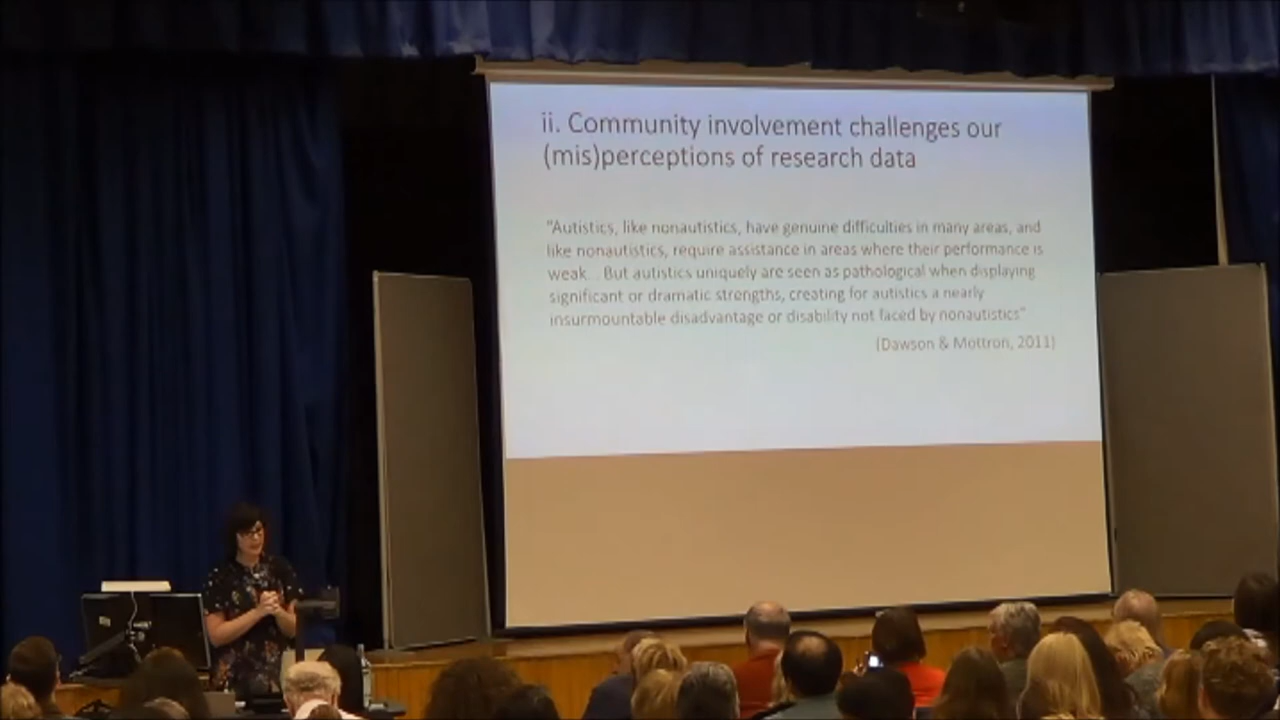 ii. Community involvement challenges our
(mis)perceptions of research data
"Autistics, like nonautistics, have genuine difficulties in many areas, and
like nonautistics, require assistance in areas where their performance is
weak... But autistics uniquely are seen as pathological when displaying
significant or dramatic strengths, creating for autistics a nearly
insurmountable disadvantage or disability not faced by nonautistics"
(Dawson & Mottron, 2011)